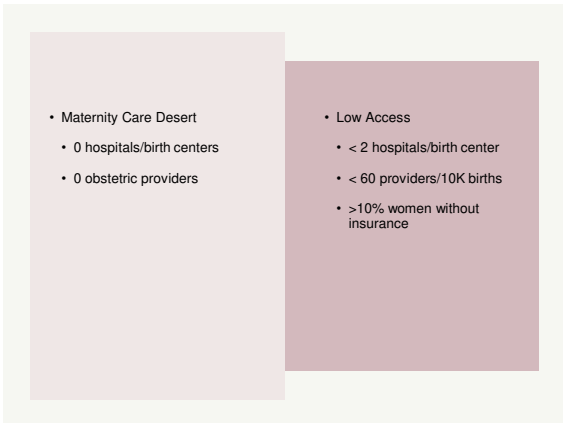 • Maternity Care Desert
• 0 hospitals/birth centers
• 0 obstetric providers
• Low Access
• < 2 hospitals/birth center
• < 60 providers/10K births
• >10% women without
insurance